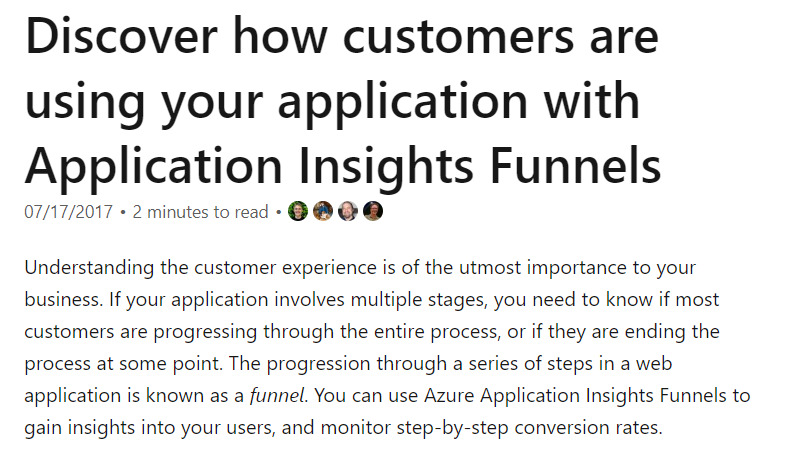 Discover how customers are
using your application with
Application Insights Funnels
07/17/2017 • 2 minutes to read •
Understanding the customer experience is of the utmost importance to your
business. If your application involves multiple stages, you need to know if most
customers are progressing through the entire process, or if they are ending the
process at some point. The progression through a series of steps in a web
application is known as a funnel. You can use Azure Application Insights Funnels to
gain insights into your users, and monitor step-by-step conversion rates.